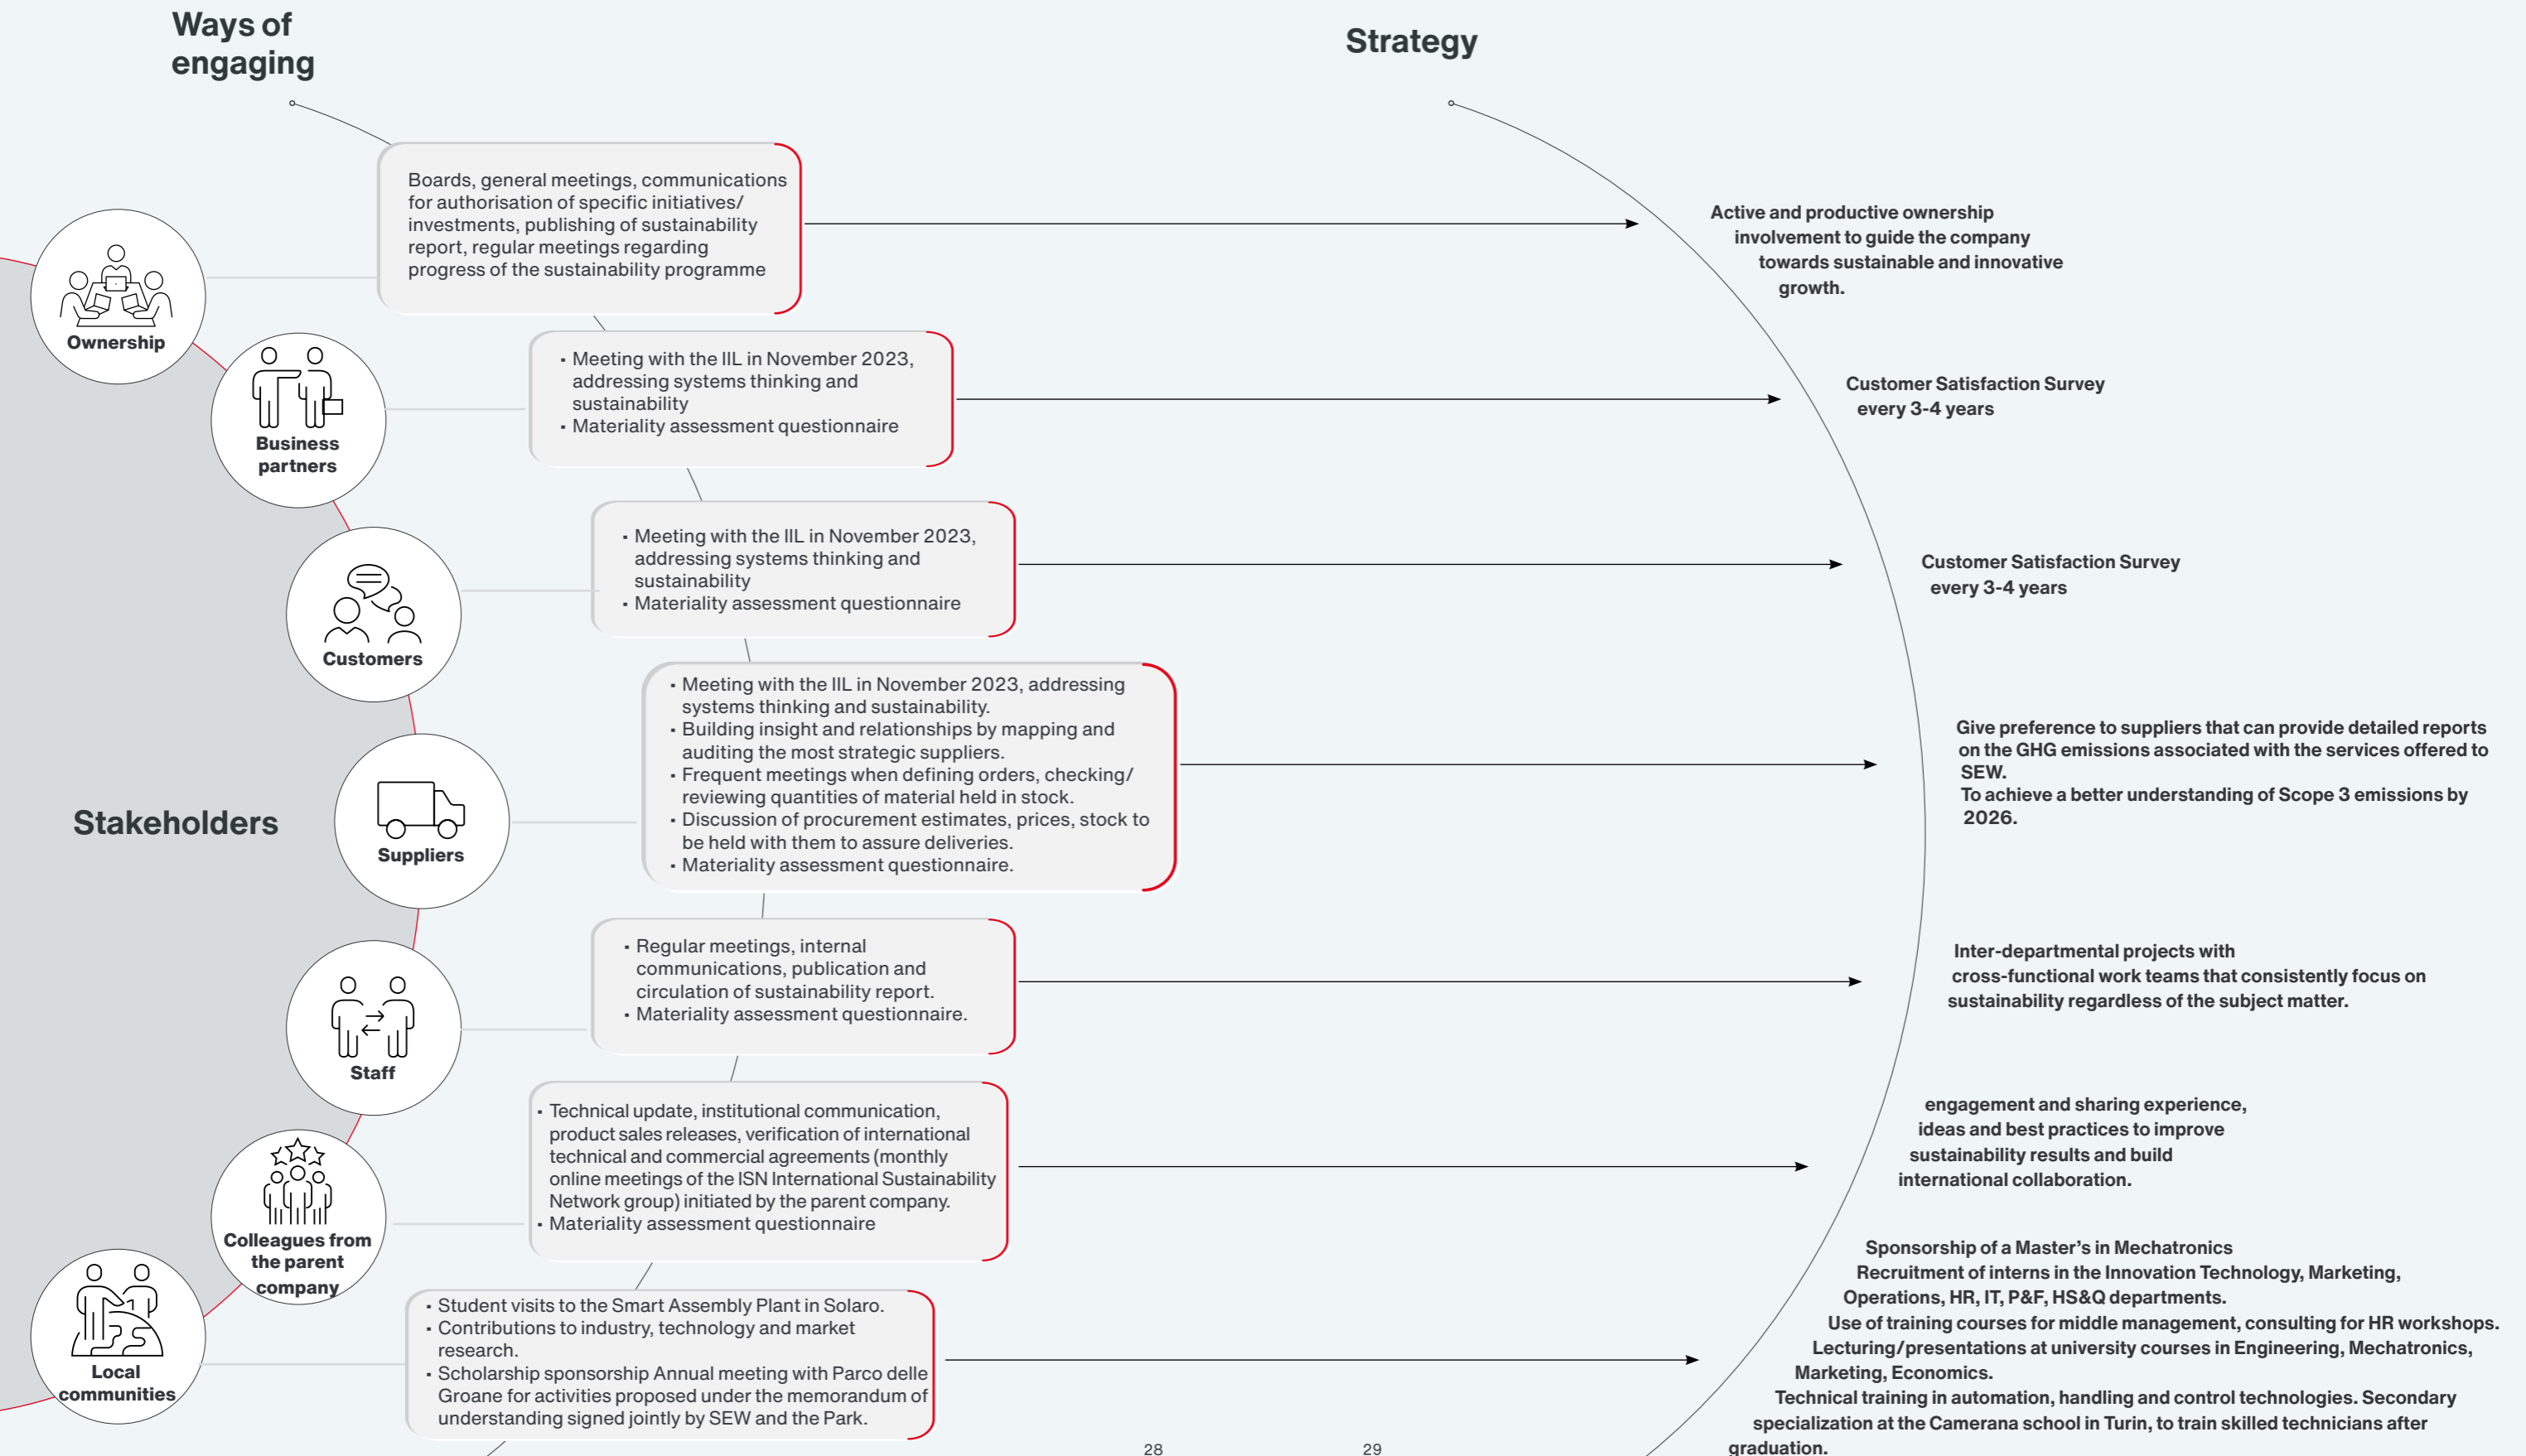 Ways of
engaging
Strategy
Stakeholders
Ownership
Boards, general meetings, communications
for authorisation of specific initiatives/
investments, publishing of sustainability
report, regular meetings regarding
progress of the sustainability programme
Active and productive ownership
involvement to guide the company
towards sustainable and innovative
growth.
Business
partners
▪ Meeting with the IIL in November 2023,
addressing systems thinking and
sustainability
▪ Materiality assessment questionnaire
Customer Satisfaction Survey
every 3-4 years
Customers
▪ Meeting with the IIL in November 2023,
addressing systems thinking and
sustainability
▪ Materiality assessment questionnaire
Customer Satisfaction Survey
every 3-4 years
Suppliers
▪ Meeting with the IIL in November 2023, addressing
systems thinking and sustainability.
▪ Building insight and relationships by mapping and
auditing the most strategic suppliers.
▪ Frequent meetings when defining orders, checking/
reviewing quantities of material held in stock.
▪ Discussion of procurement estimates, prices, stock to
be held with them to assure deliveries.
▪ Materiality assessment questionnaire.
Give preference to suppliers that can provide detailed reports
on the GHG emissions associated with the services offered to
SEW.
To achieve a better understanding of Scope 3 emissions by
2026.
Staff
▪ Regular meetings, internal
communications, publication and
circulation of sustainability report.
▪ Materiality assessment questionnaire.
Inter-departmental projects with
cross-functional work teams that consistently focus on
sustainability regardless of the subject matter.
Colleagues from
the parent
company
▪ Technical update, institutional communication,
product sales releases, verification of international
technical and commercial agreements (monthly
online meetings of the ISN International Sustainability
Network group) initiated by the parent company.
▪ Materiality assessment questionnaire
engagement and sharing experience,
ideas and best practices to improve
sustainability results and build
international collaboration.
Local
communities
▪ Student visits to the Smart Assembly Plant in Solaro.
▪ Contributions to industry, technology and market
research.
▪ Scholarship sponsorship Annual meeting with Parco delle
Groane for activities proposed under the memorandum of
understanding signed jointly by SEW and the Park.
Sponsorship of a Master's in Mechatronics
Recruitment of interns in the Innovation Technology, Marketing,
Operations, HR, IT, P&F, HS&Q departments.
Use of training courses for middle management, consulting for HR workshops.
Lecturing/presentations at university courses in Engineering, Mechatronics,
Marketing, Economics.
Technical training in automation, handling and control technologies. Secondary
specialization at the Camerana school in Turin, to train skilled technicians after
graduation.
28
29